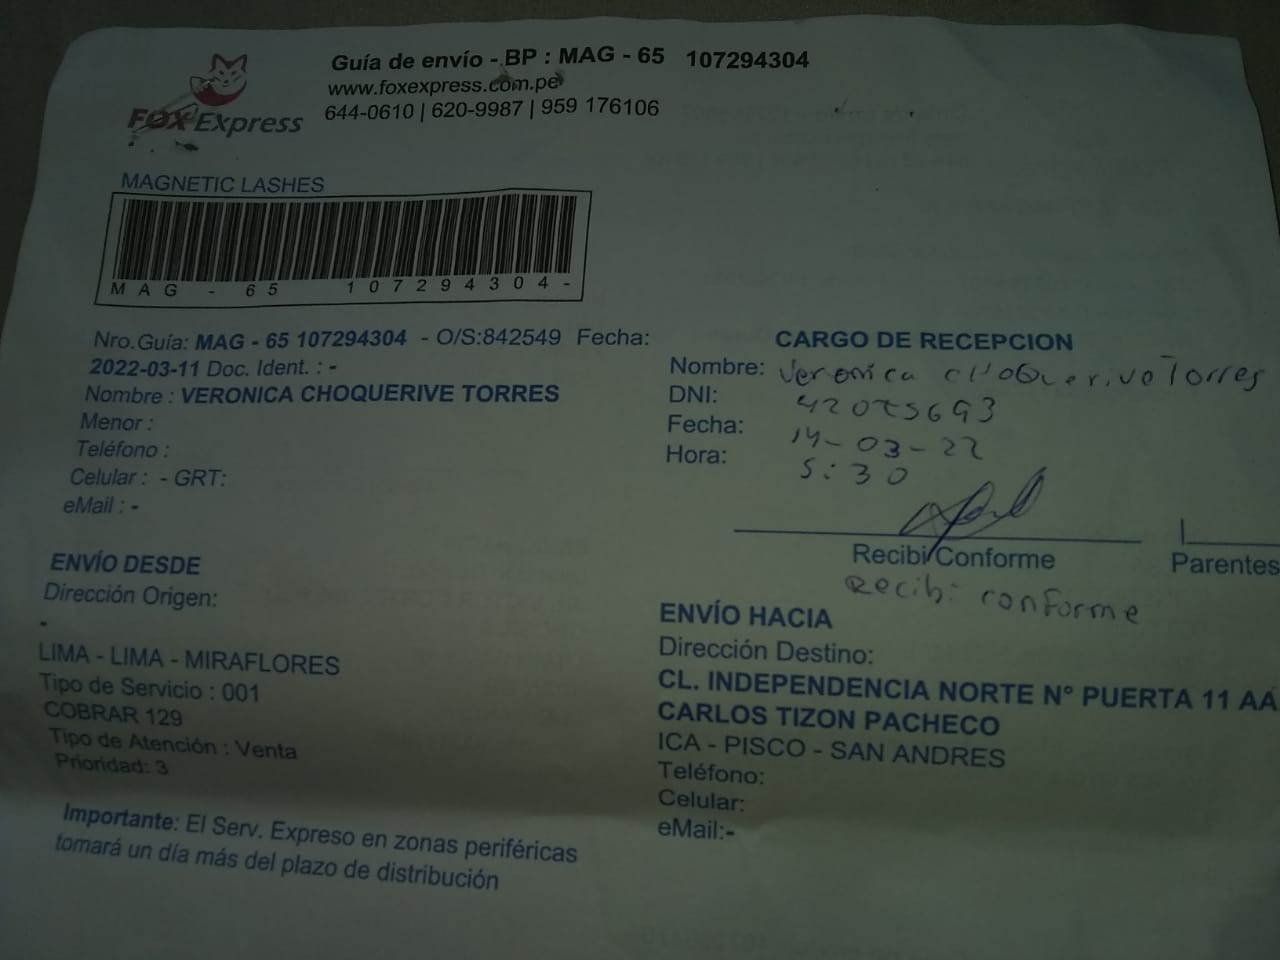 Guía de envío - BP : MAG - 65 107294304
www.foxexpress.com.pe
644-0610 | 620-9987 | 959 176106
FOX Express
MAGNETIC LASHES
MAG - 65 107294304-
Nro.Guía: MAG - 65 107294304 - O/S:842549 Fecha:
2022-03-11 Doc. Ident. : -
Nombre : VERONICA CHOQUERIVE TORRES
Menor :
Teléfono :
Celular : - GRT:
eMail : -
ENVÍO DESDE
Dirección Origen:
-
LIMA - LIMA - MIRAFLORES
Tipo de Servicio : 001
COBRAR 129
Tipo de Atención : Venta
Prioridad: 3
Importante: El Serv. Expreso en zonas periféricas
tomará un día más del plazo de distribución
CARGO DE RECEPCION
Nombre: Veronica choQuerive Torres
DNI:
Fecha: 14-03-22
Hora: 5:30
Recibi Conforme
Parentes
Recibi conforme
ENVÍO HACIA
Dirección Destino:
CL. INDEPENDENCIA NORTE N° PUERTA 11 AA
CARLOS TIZON PACHECO
ICA - PISCO - SAN ANDRES
Teléfono:
Celular:
eMail:-